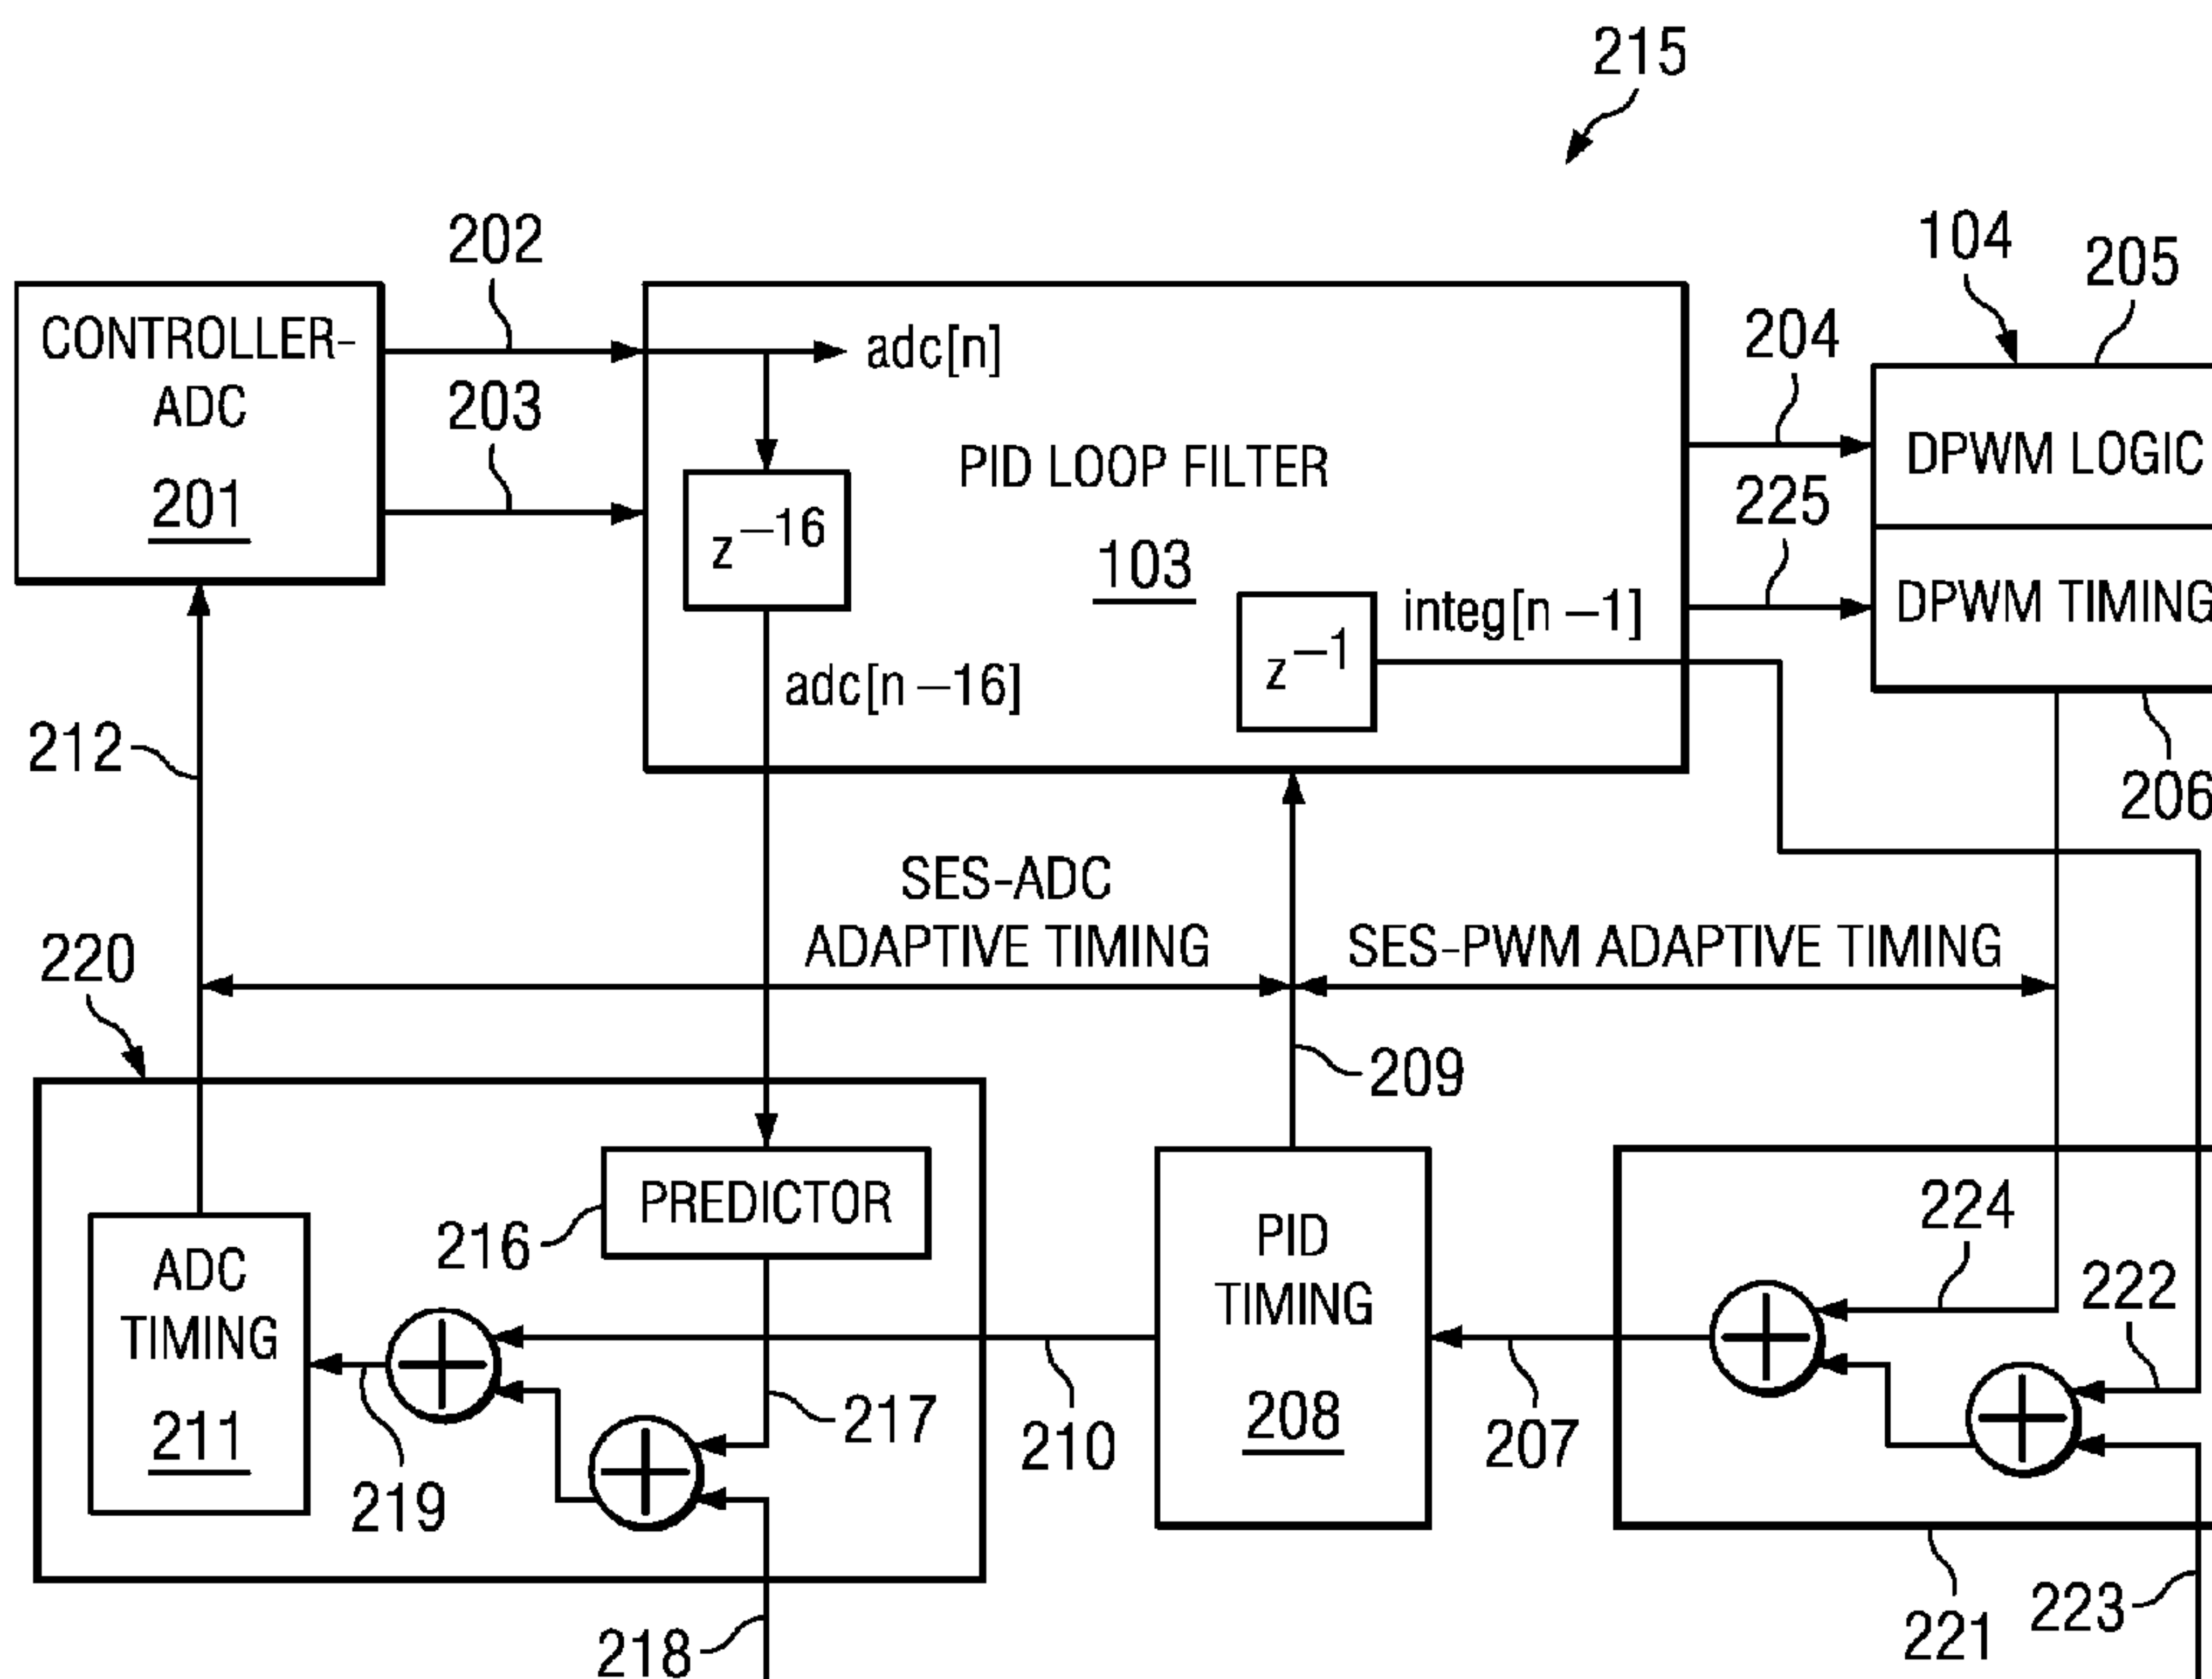 215
202
104
205
CONTROLLER-
ADC
201
203
adc[n]
z⁻¹⁶
adc[n −16]
PID LOOP FILTER
103
z⁻¹
integ[n −1]
204
225
DPWM LOGIC
DPWM TIMING
206
212
SES-ADC
ADAPTIVE TIMING
SES-PWM ADAPTIVE TIMING
220
209
PREDICTOR
216
ADC
TIMING
211
219
217
218
210
PID
TIMING
208
207
224
222
223
221